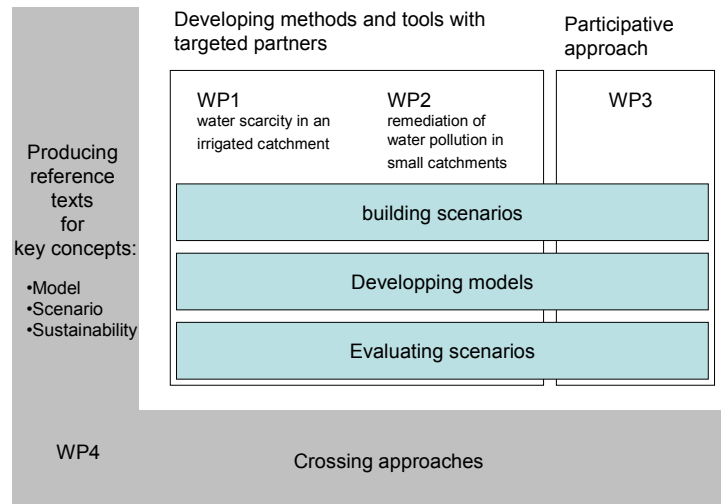 Developing methods and tools with
targeted partners
Participative
approach
WP1
water scarcity in an
irrigated catchment
WP2
remediation of
water pollution in
small catchments
WP3
Producing
reference
texts
for
key concepts:
•Model
•Scenario
•Sustainability
building scenarios
Developping models
Evaluating scenarios
WP4
Crossing approaches